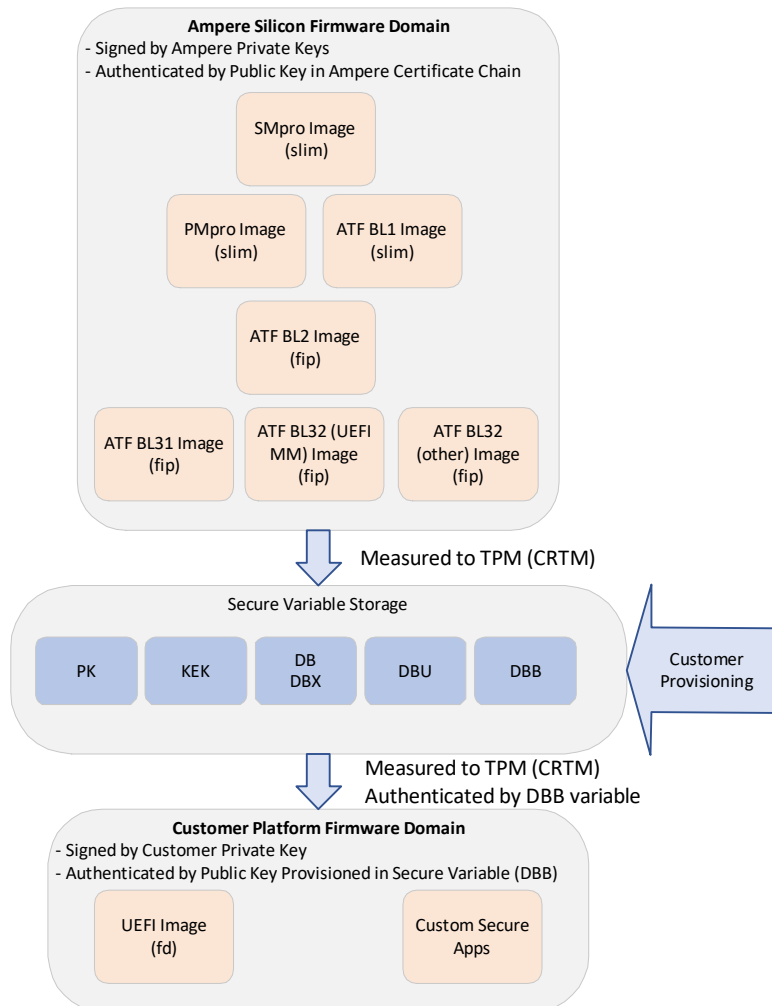 Ampere Silicon Firmware Domain
- Signed by Ampere Private Keys
- Authenticated by Public Key in Ampere Certificate Chain
SMpro Image
(slim)
PMpro Image
(slim)
ATF BL1 Image
(slim)
ATF BL2 Image
(fip)
ATF BL31 Image
(fip)
ATF BL32 (UEFI
MM) Image
(fip)
ATF BL32
(other) Image
(fip)
Measured to TPM (CRTM)
Secure Variable Storage
PK
KEK
DB
DBX
DBU
DBB
Customer
Provisioning
Measured to TPM (CRTM)
Authenticated by DBB variable
Customer Platform Firmware Domain
- Signed by Customer Private Key
- Authenticated by Public Key Provisioned in Secure Variable (DBB)
UEFI Image
(fd)
Custom Secure
Apps